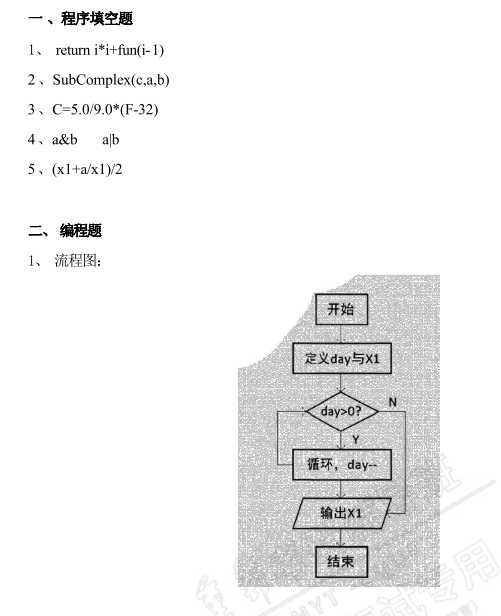 一 、程序填空题
1、 return i*i+fun(i-1)
2、SubComplex(c,a,b)
3、C=5.0/9.0*(F-32)
4、a&b a|b
5、(x1+a/x1)/2
二、 编程题
1、 流程图：
开始
定义day与X1
day>0?
N
Y
循环，day--
输出X1
结束